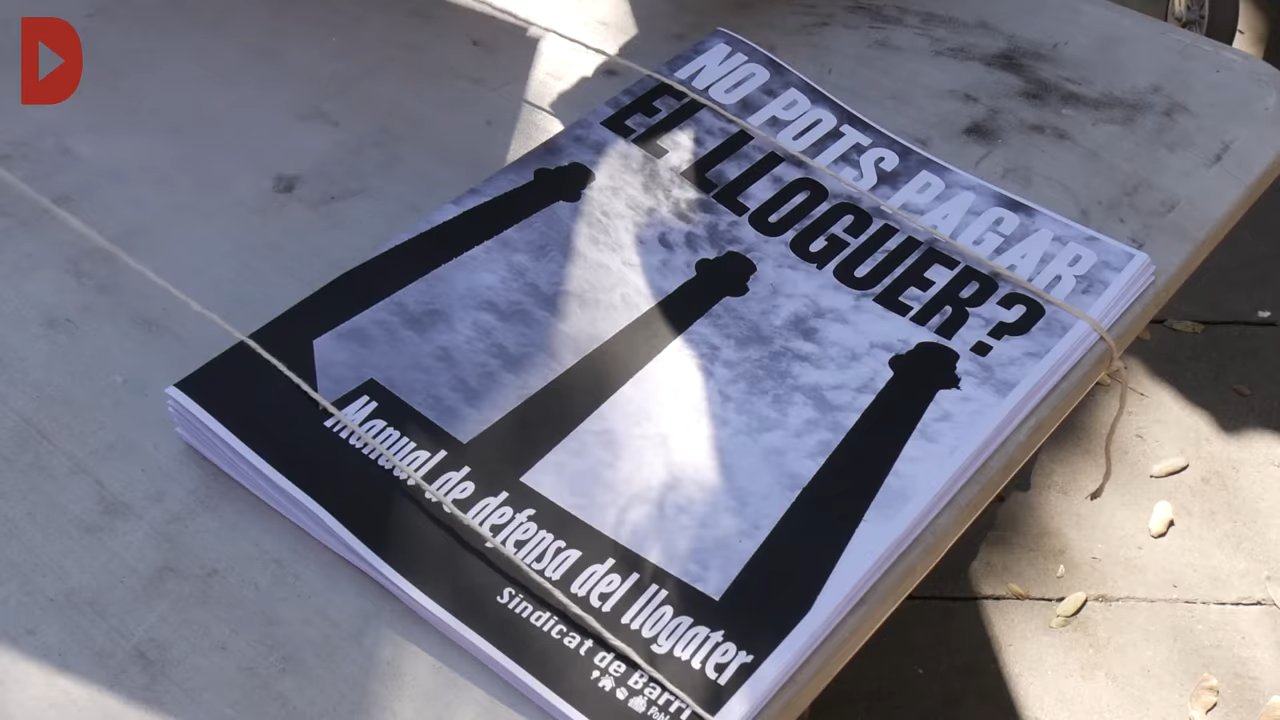 NO POTS PAGAR
EL LLOGUER?
Manual de defensa del llogater
Sindicat de Barri